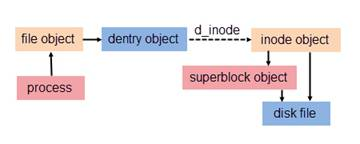 d_inode
file object
dentry object
inode object
superblock object
process
disk file